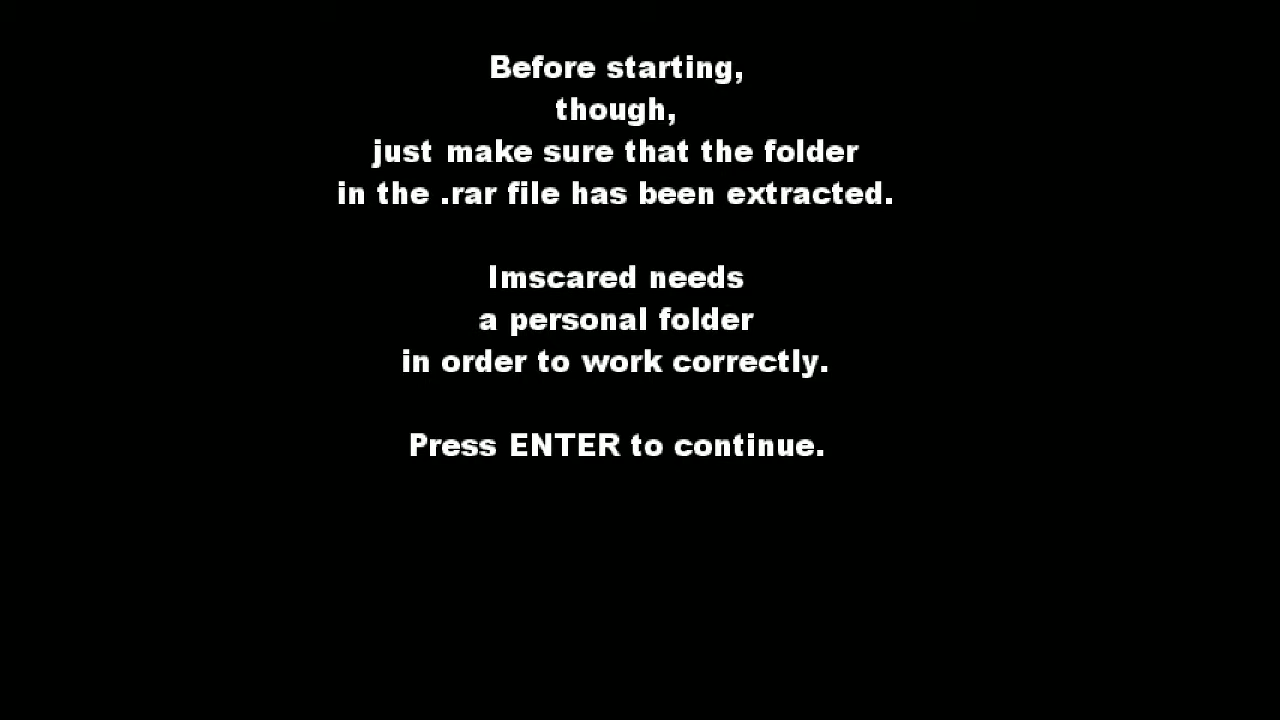 Before starting,
though,
just make sure that the folder
in the .rar file has been extracted.
Imscared needs
a personal folder
in order to work correctly.
Press ENTER to continue.